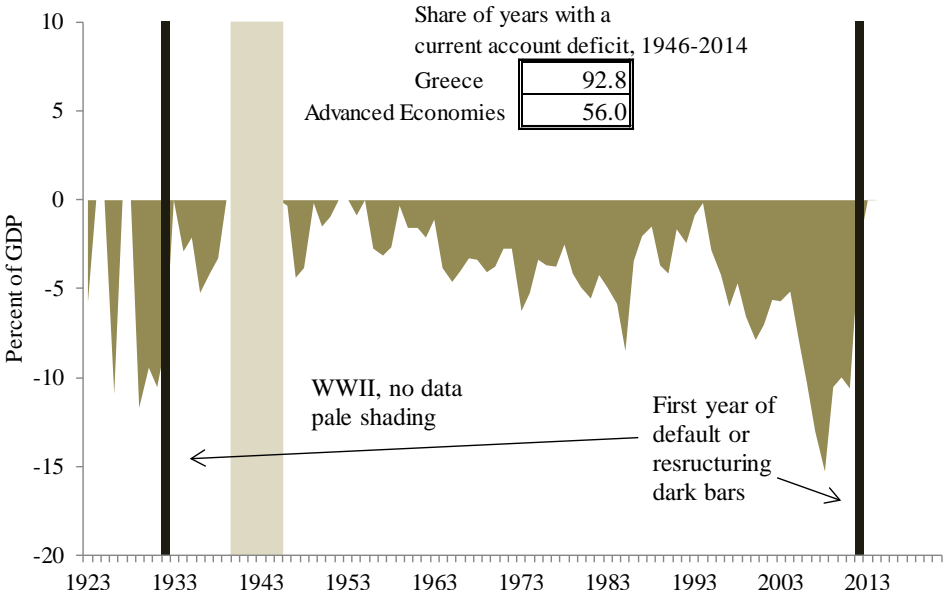 Share of years with a
current account deficit, 1946-2014
Greece 92.8
Advanced Economies 56.0
10
5
0
-5
-10
-15
-20
Percent of GDP
WWII, no data
pale shading
First year of
default or
resructuring
dark bars
1923 1933 1943 1953 1963 1973 1983 1993 2003 2013